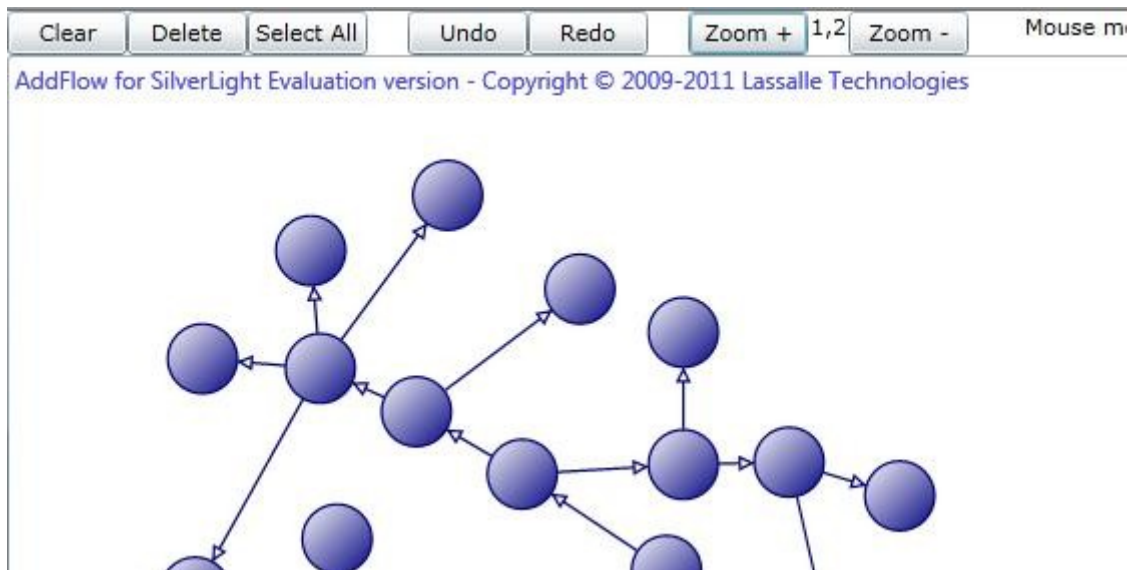 Clear Delete Select All Undo Redo Zoom + 1,2 Zoom - Mouse
AddFlow for SilverLight Evaluation version - Copyright © 2009-2011 Lassalle Technologies